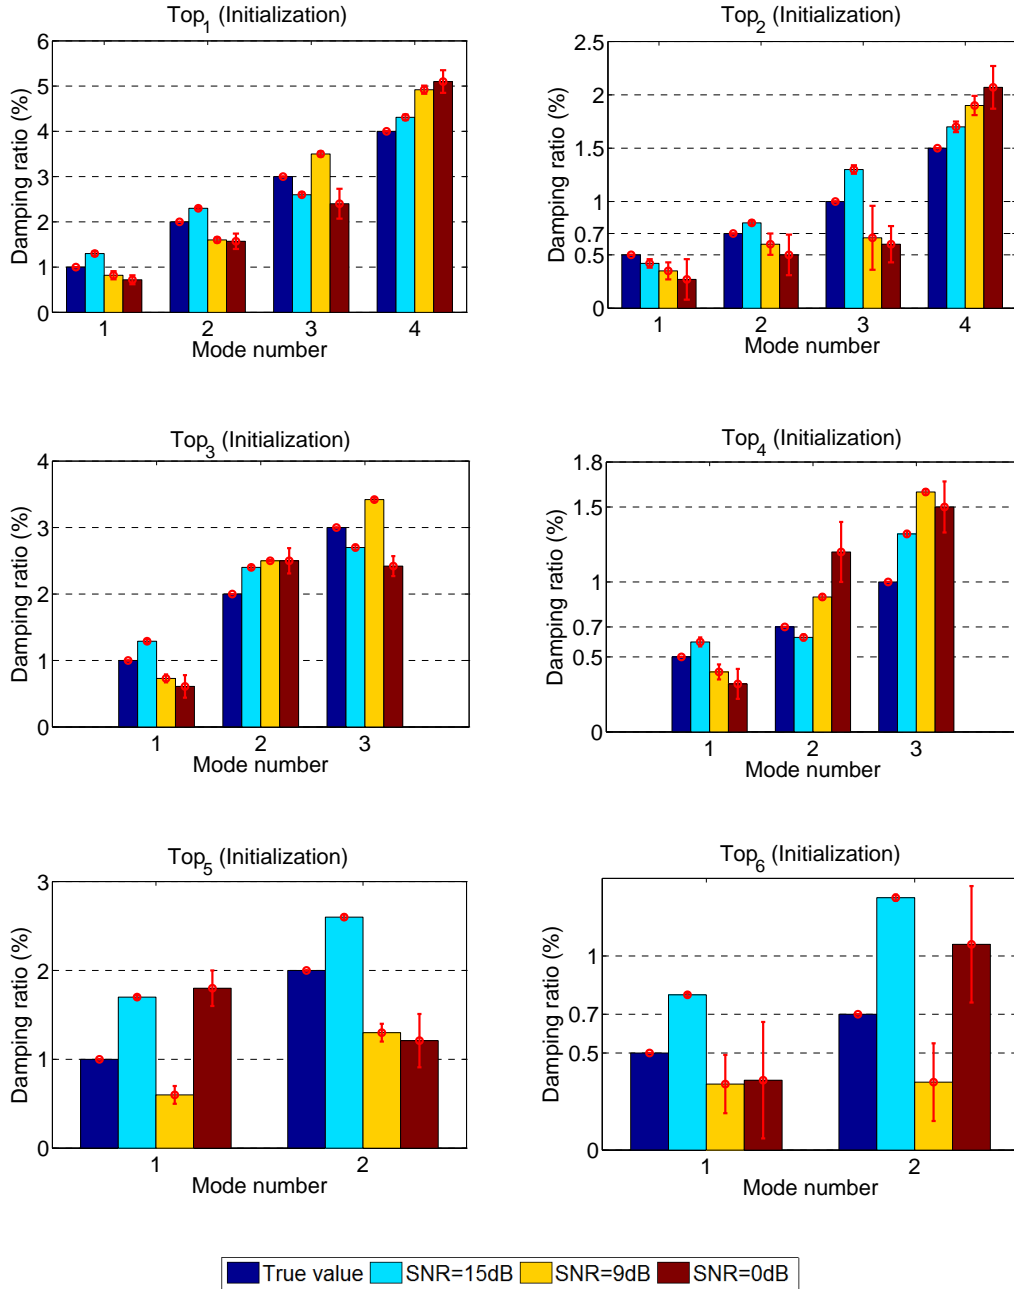 Top1 (Initialization)
Damping ratio (%)
6
5
4
3
2
1
0
1 2 3 4
Mode number
Top2 (Initialization)
Damping ratio (%)
2.5
2
1.5
1
0.7
0.5
0
1 2 3 4
Mode number
Top3 (Initialization)
Damping ratio (%)
4
3
2
1
0
1 2 3
Mode number
Top4 (Initialization)
Damping ratio (%)
1.8
1.5
1
0.7
0.5
0
1 2 3
Mode number
Top5 (Initialization)
Damping ratio (%)
3
2
1
0
1 2
Mode number
Top6 (Initialization)
Damping ratio (%)
1
0.7
0.5
0
1 2
Mode number
True value SNR=15dB SNR=9dB SNR=0dB